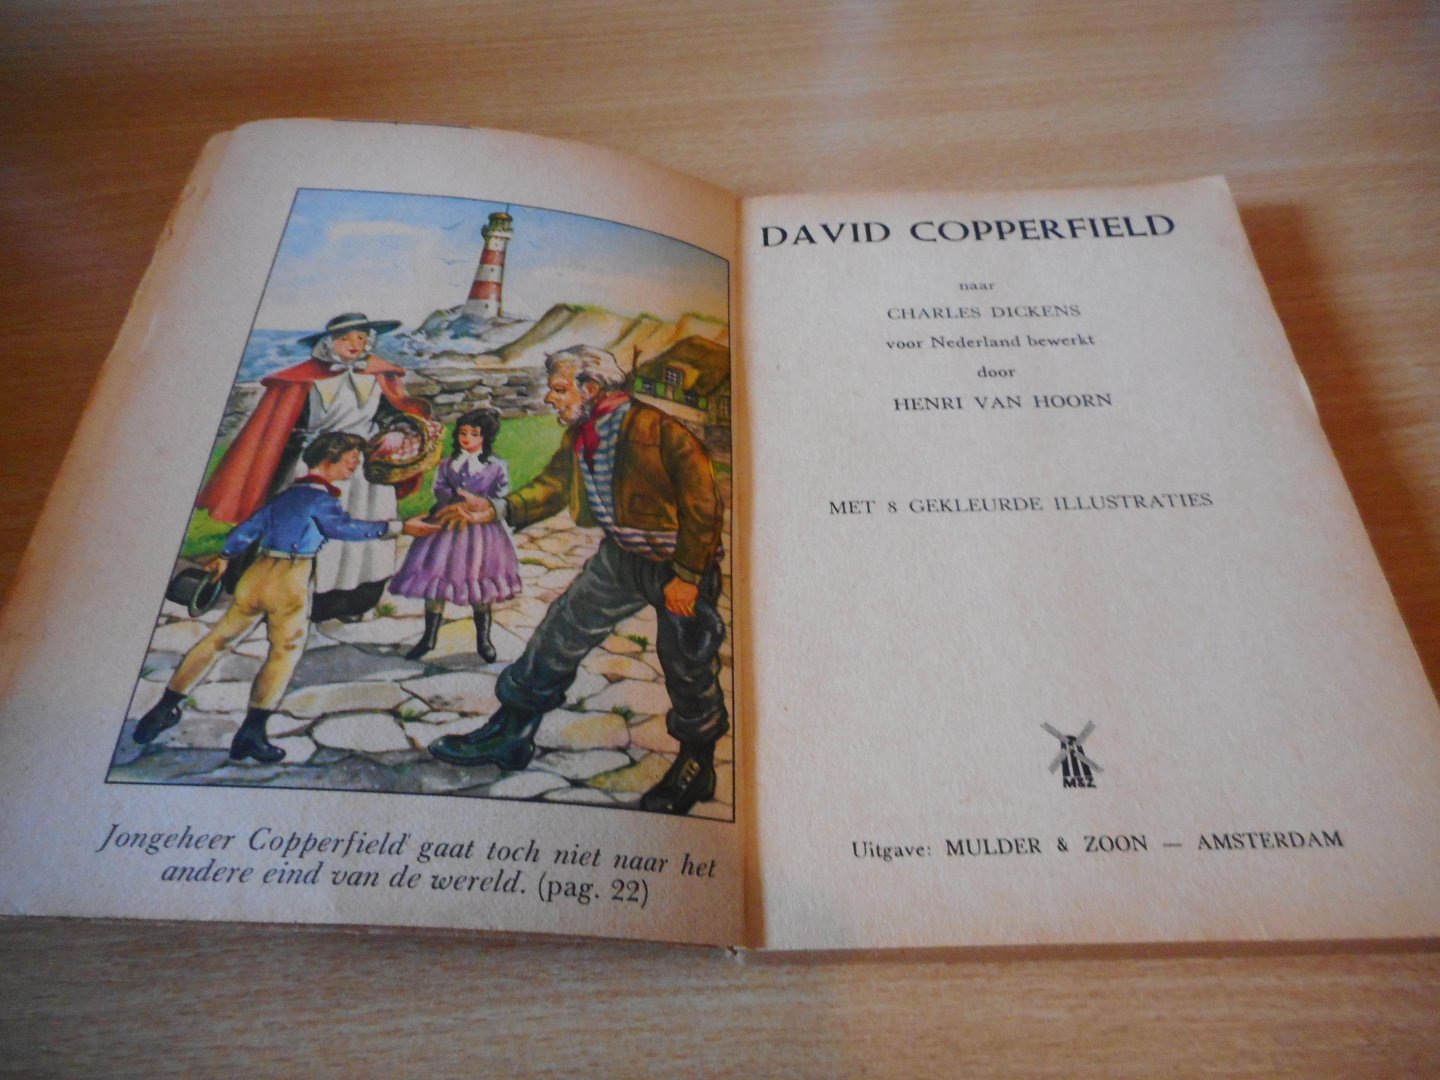 Jongeheer Copperfield gaat toch niet naar het
andere eind van de wereld. (pag. 22)
DAVID COPPERFIELD
naar
CHARLES DICKENS
voor Nederland bewerkt
door
HENRI VAN HOORN
MET 8 GEKLEURDE ILLUSTRATIES
M&Z
Uitgave: MULDER & ZOON — AMSTERDAM